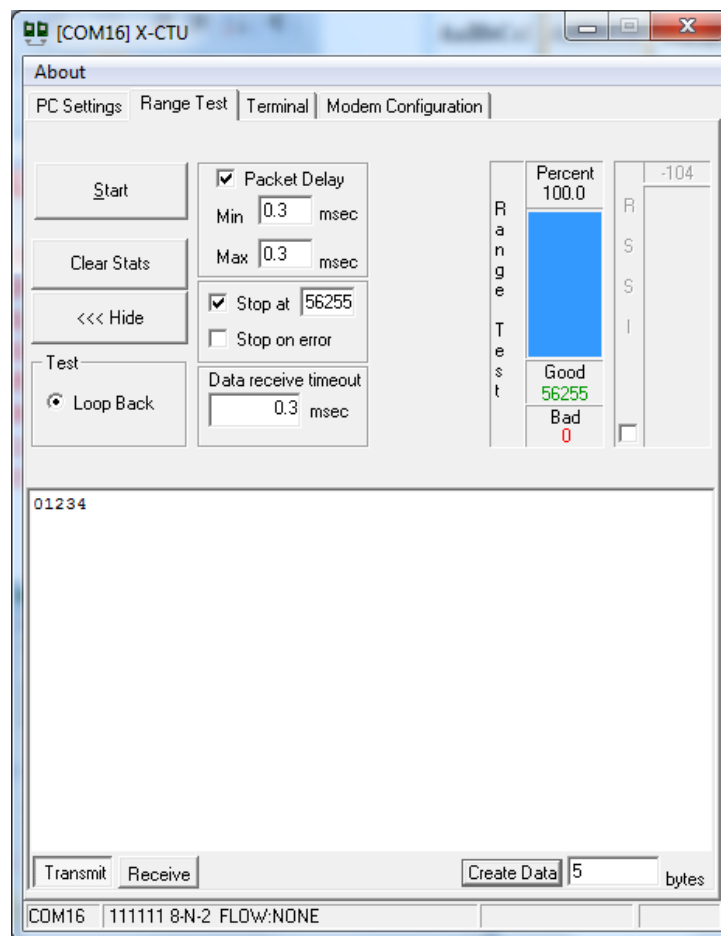 [COM16] X-CTU
About
PC Settings Range Test Terminal Modem Configuration
Start
Clear Stats
<<< Hide
Test
Loop Back
Packet Delay
Min 0.3 msec
Max 0.3 msec
Stop at 56255
Stop on error
Data receive timeout
0.3 msec
Range Test
Percent
100.0
Good
56255
Bad
0
RSSI
-104
01234
Transmit Receive Create Data 5 bytes
COM16 111111 8-N-2 FLOW:NONE